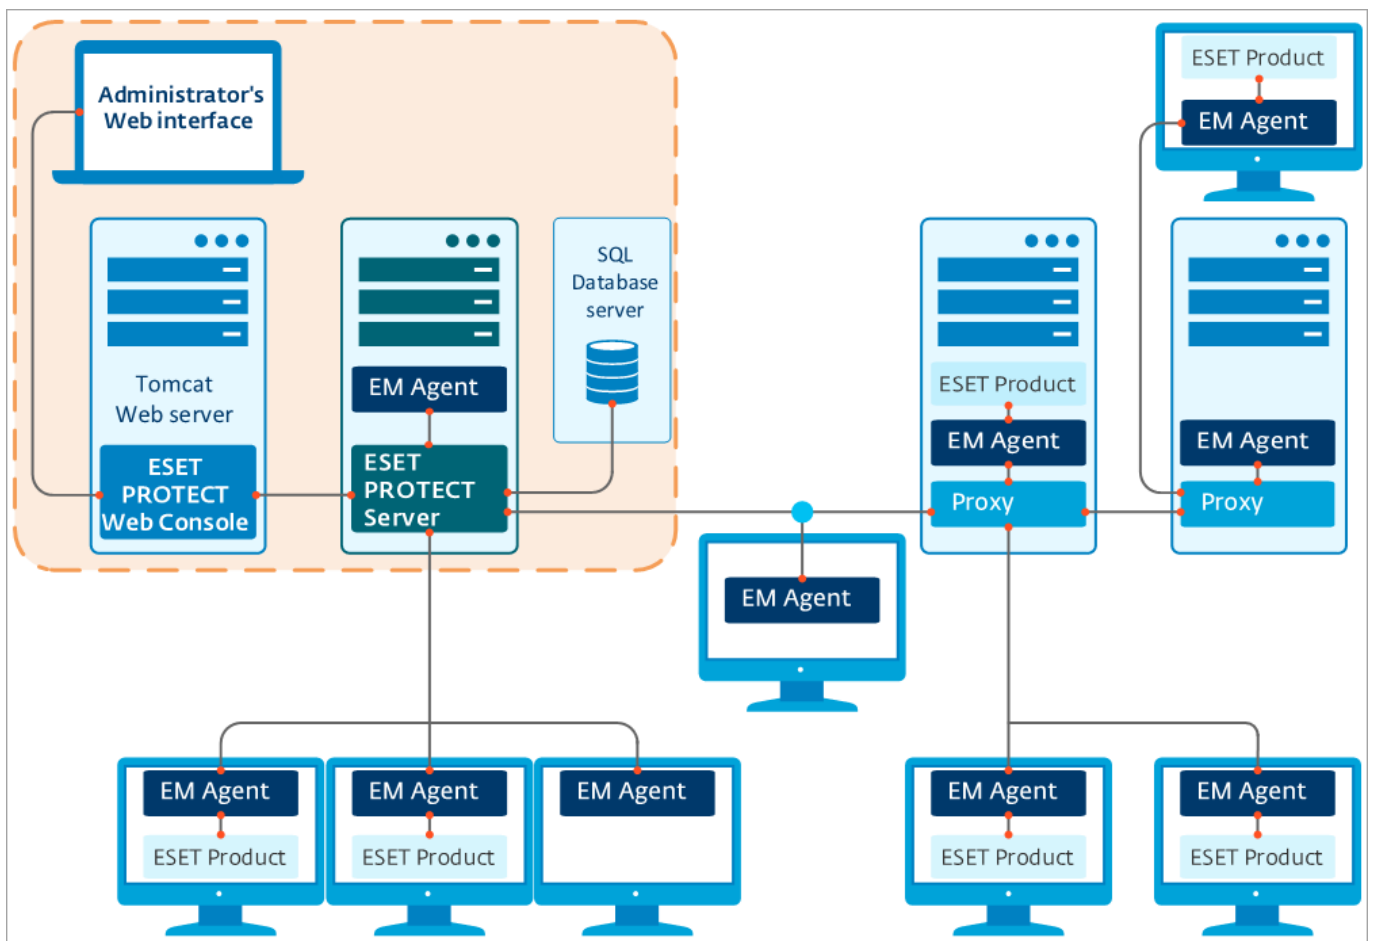 Administrator's
Web interface
Tomcat
Web server
ESET
PROTECT
Web Console
EM Agent
ESET
PROTECT
Server
SQL
Database
server
EM Agent
ESET Product
EM Agent
Proxy
ESET Product
EM Agent
EM Agent
Proxy
EM Agent
ESET Product
EM Agent
ESET Product
EM Agent
EM Agent
ESET Product
EM Agent
ESET Product